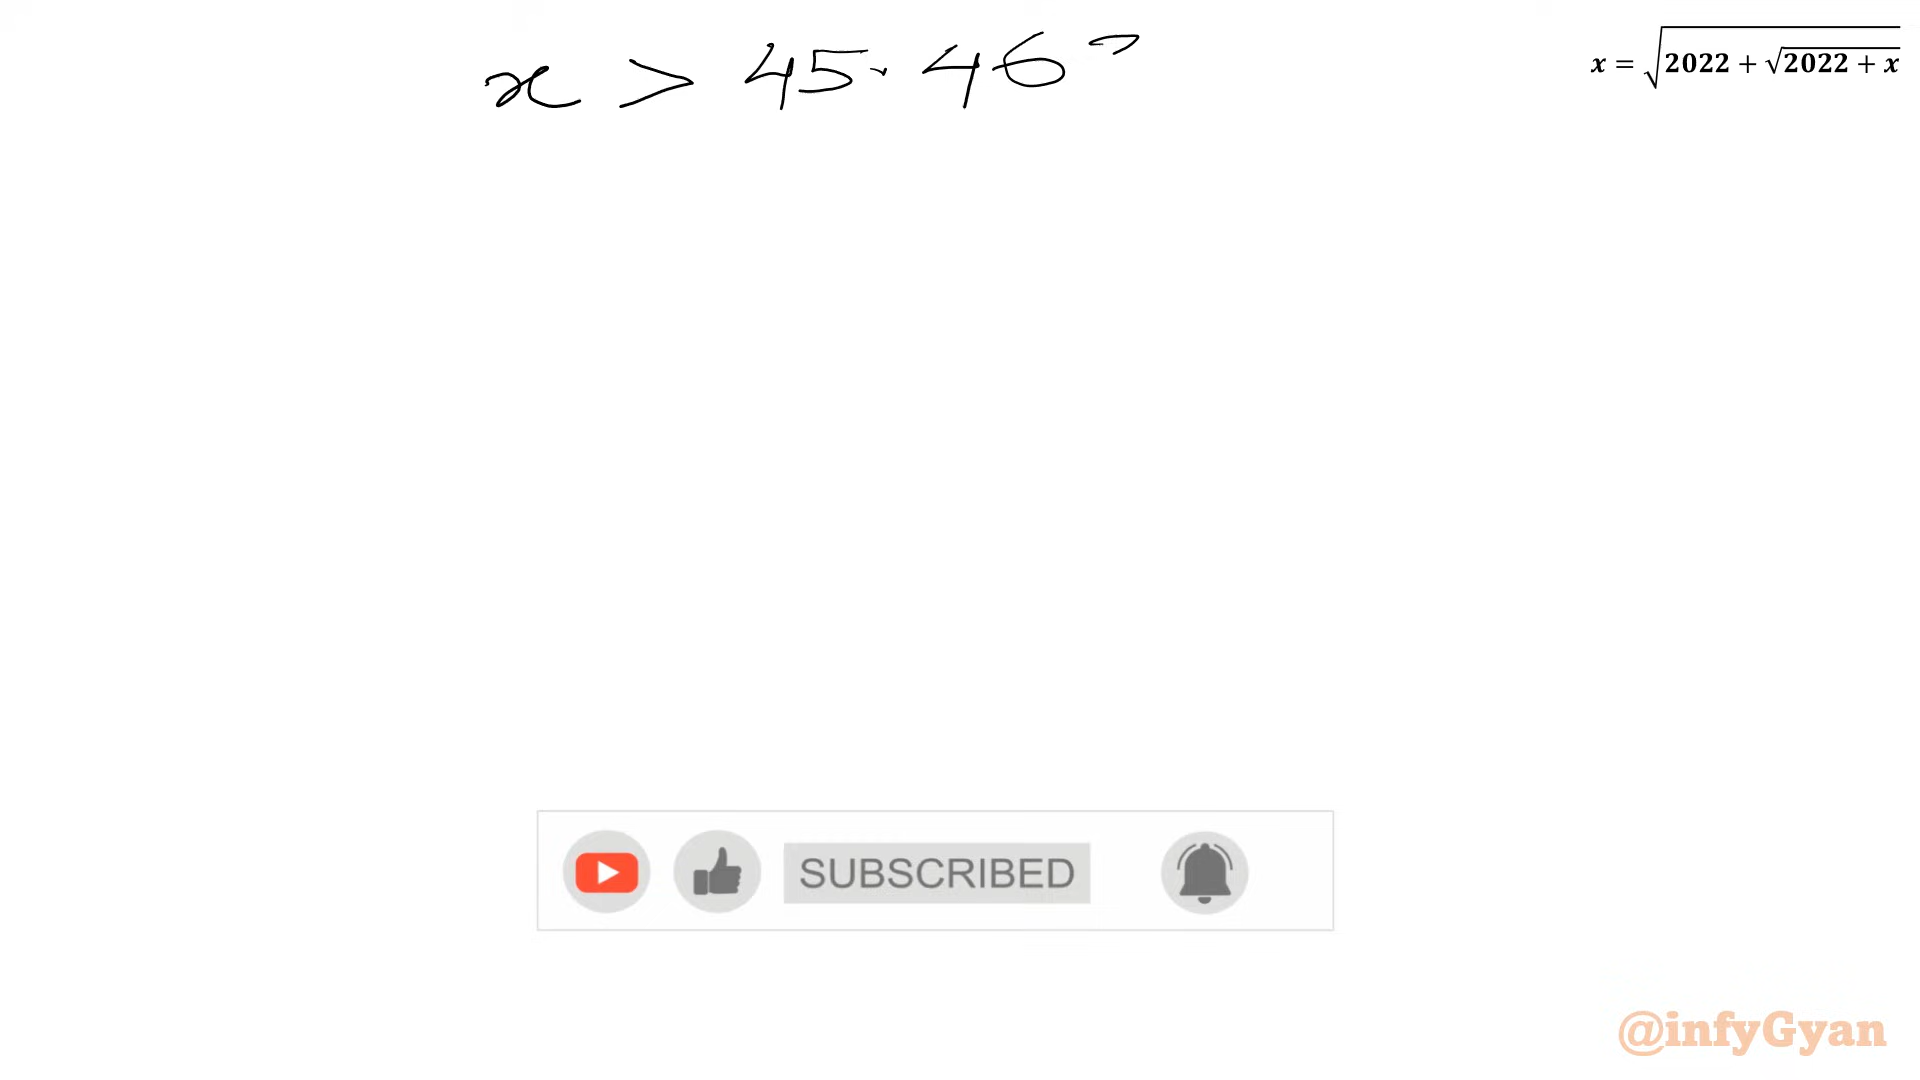 x > 45.46
x = √(2022 + √(2022 + x))
SUBSCRIBED
@infyGyan